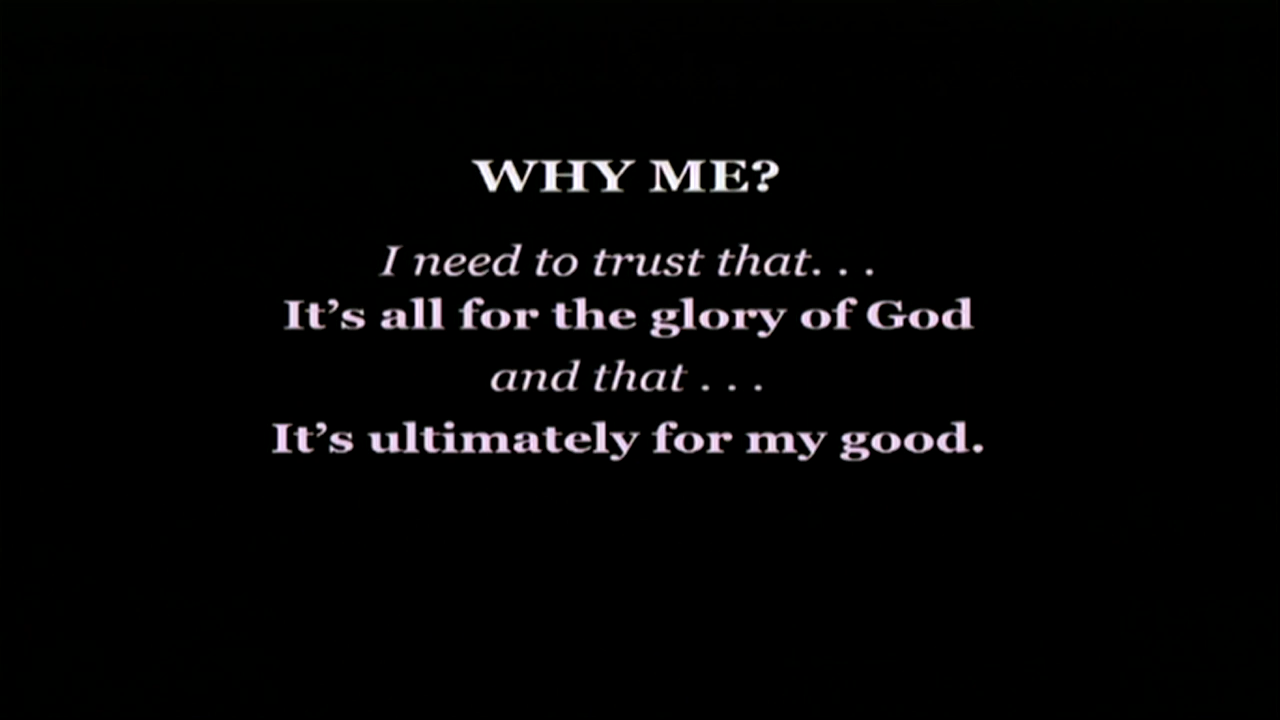 WHY ME?
I need to trust that. . .
It’s all for the glory of God
and that . . .
It’s ultimately for my good.